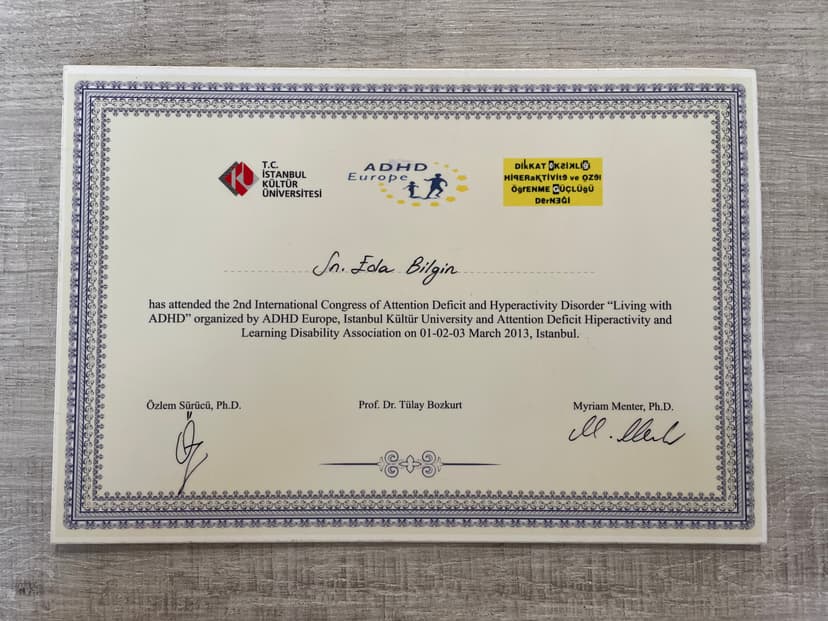 T.C.
İSTANBUL
KÜLTÜR
ÜNİVERSİTESİ
ADHD
Europe
DİKKAT EKSİKLİĞİ
HİPERAKTİVİTE ve ÖZEl
ÖğrENME GÜÇLÜğÜ
DerNEĞİ
Sn. Eda Bilgin
has attended the 2nd International Congress of Attention Deficit and Hyperactivity Disorder “Living with
ADHD” organized by ADHD Europe, Istanbul Kültür University and Attention Deficit Hiperactivity and
Learning Disability Association on 01-02-03 March 2013, Istanbul.
Özlem Sürücü, Ph.D.
Prof. Dr. Tülay Bozkurt
Myriam Menter, Ph.D.
M. Menter